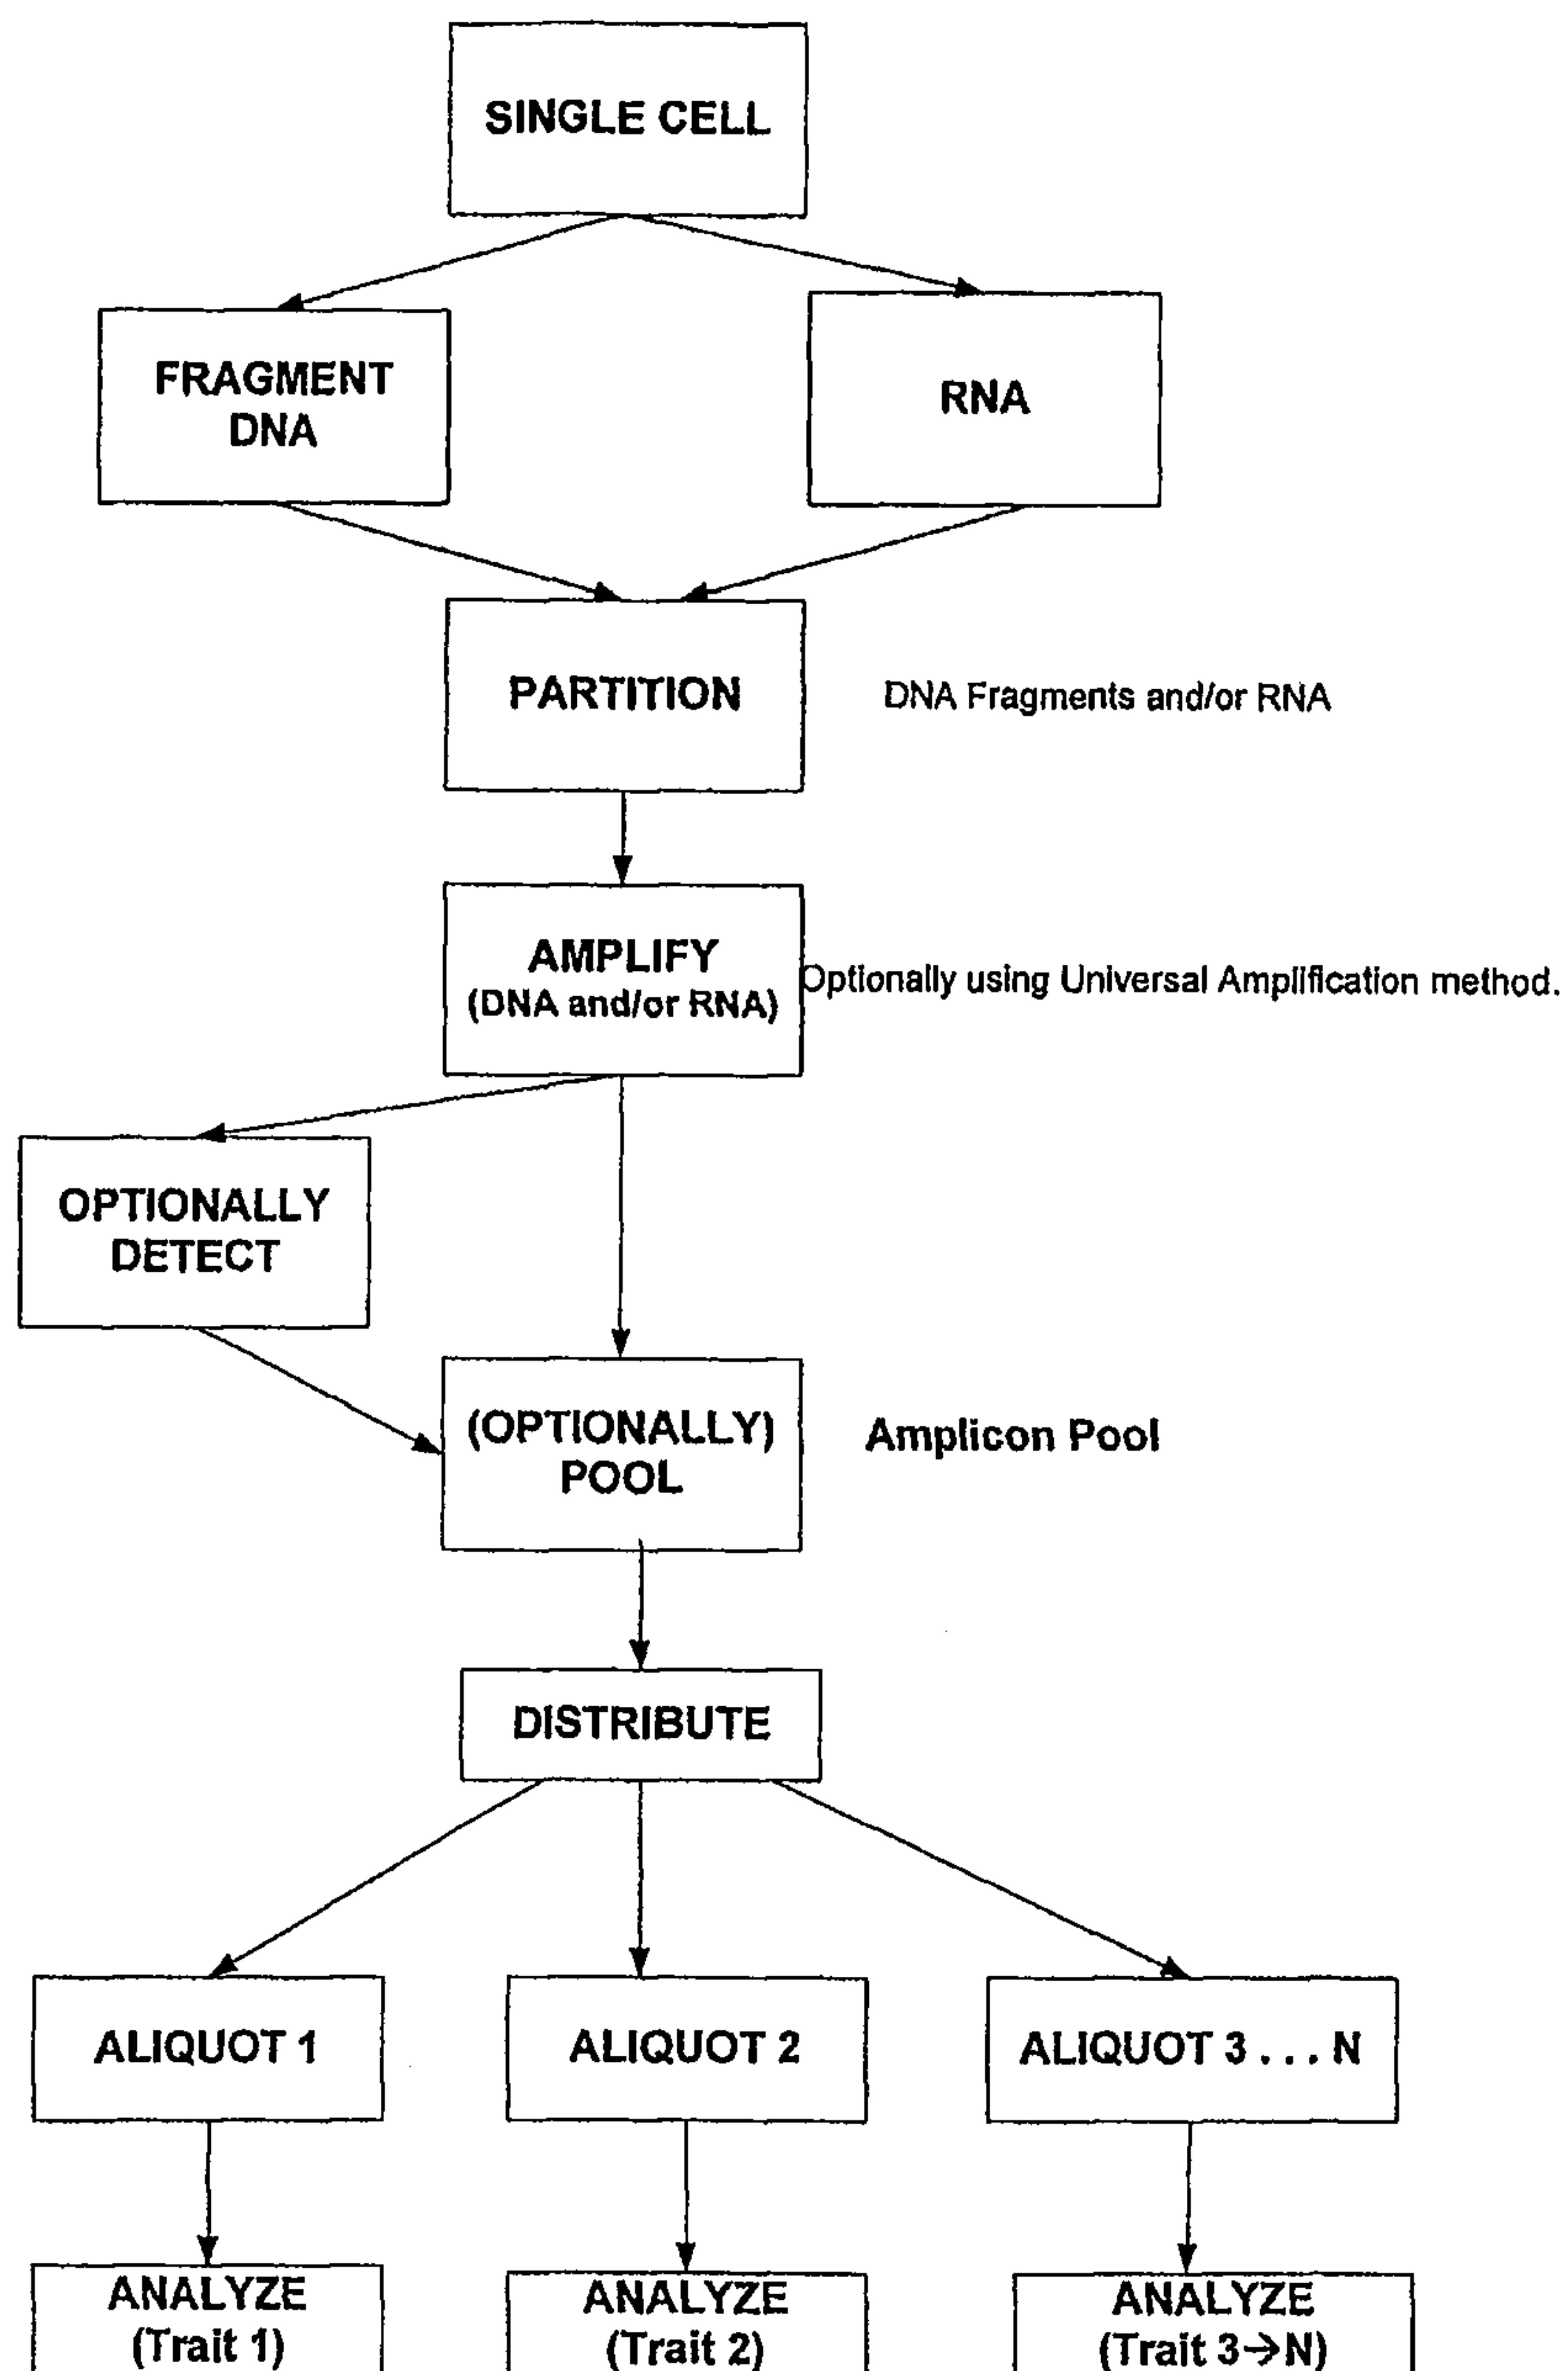 SINGLE CELL
FRAGMENT
DNA
RNA
PARTITION
DNA Fragments and/or RNA
AMPLIFY
(DNA and/or RNA)
Optionally using Universal Amplification method.
OPTIONALLY
DETECT
(OPTIONALLY)
POOL
Amplicon Pool
DISTRIBUTE
ALIQUOT 1
ALIQUOT 2
ALIQUOT 3 . . . N
ANALYZE
(Trait 1)
ANALYZE
(Trait 2)
ANALYZE
(Trait 3→N)